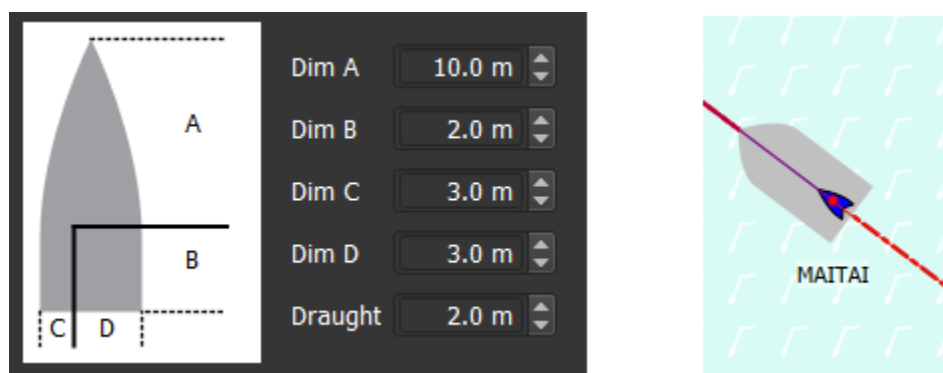 A
B
C D
Dim A 10.0 m
Dim B 2.0 m
Dim C 3.0 m
Dim D 3.0 m
Draught 2.0 m
MAITAI